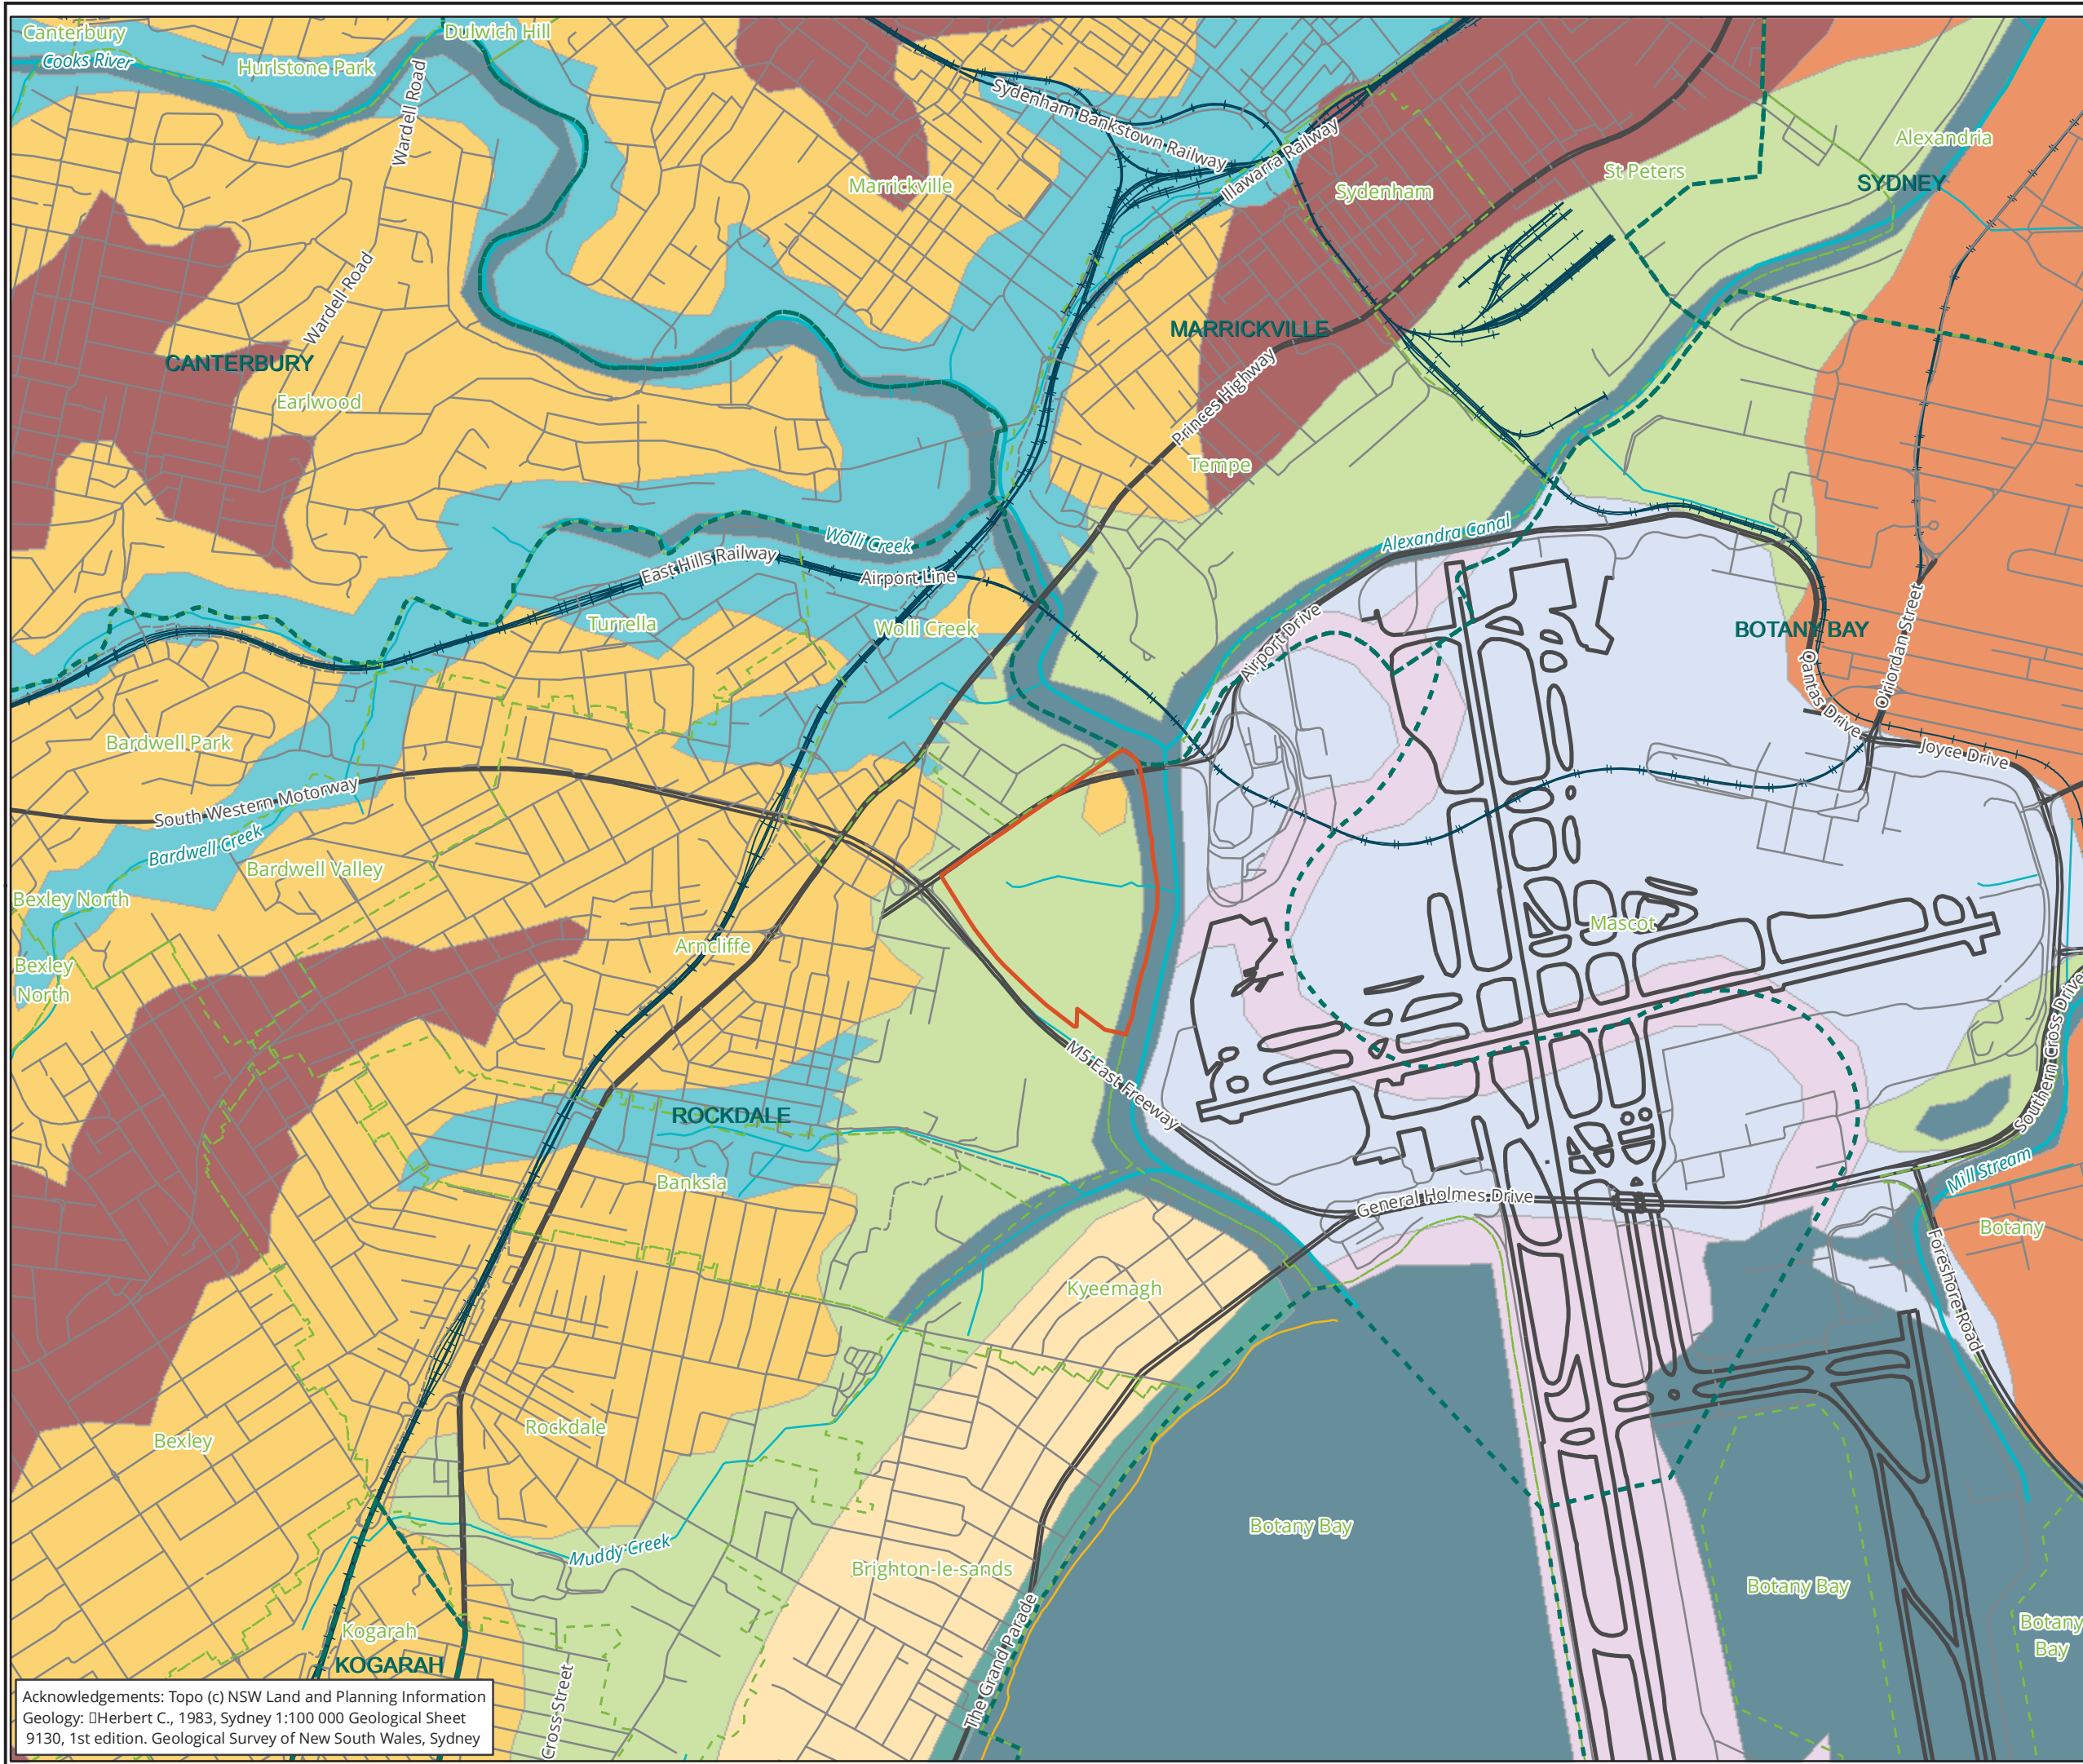 Canterbury
Dulwich Hill
Cooks River
Hurlstone Park
Wardell Road
Sydenham Bankstown Railway
Illawarra Railway
Marrickville
Sydenham
St Peters
Alexandria
SYDNEY
Wardell Road
CANTERBURY
Earlwood
MARRICKVILLE
Princes Highway
Tempe
Wolli Creek
East Hills Railway
Airport Line
Alexandra Canal
Turrella
Wolli Creek
Airport Drive
BOTANY BAY
Oriordan Street
Qantas Drive
Joyce Drive
Bardwell Park
South Western Motorway
Bardwell Creek
Bardwell Valley
Bexley North
Arncliffe
Mascot
Bexley
North
M5 East Freeway
Southern Cross Drive
ROCKDALE
Banksia
General Holmes Drive
Mill Stream
Botany
Kyeemagh
Foreshore Road
Rockdale
Bexley
Botany Bay
Muddy Creek
Brighton-le-sands
Botany Bay
Botany
Bay
Kogarah
KOGARAH
The Grand Parade
Cross Street
Acknowledgements: Topo (c) NSW Land and Planning Information
Geology: Herbert C., 1983, Sydney 1:100 000 Geological Sheet
9130, 1st edition. Geological Survey of New South Wales, Sydney